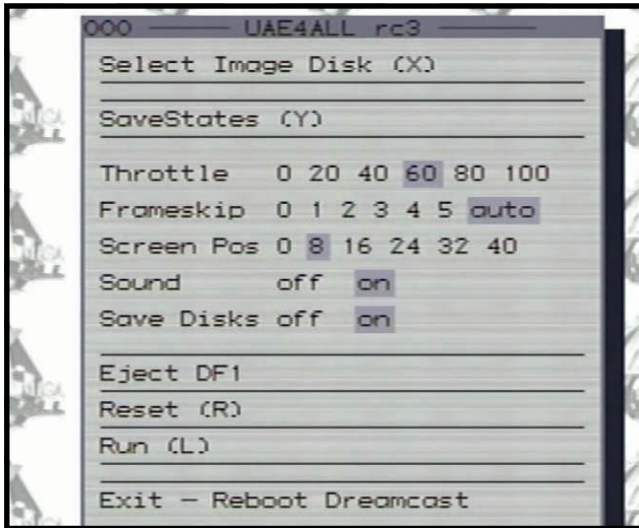 000 UAE4ALL rc3
Select Image Disk (X)
SaveStates (Y)
Throttle 0 20 40 60 80 100
Frameskip 0 1 2 3 4 5 auto
Screen Pos 0 8 16 24 32 40
Sound off on
Save Disks off on
Eject DF1
Reset (R)
Run (L)
Exit - Reboot Dreamcast